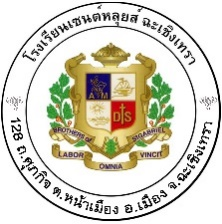 โรงเรียนเซนต์หลุยส์ ฉะเชิงเทรา
A M
D S
BROTHERS OF ST.GABRIEL
LABOR OMNIA VINCIT
128 ถ.ศุภกิจ ต.หน้าเมือง อ.เมือง จ.ฉะเชิงเทรา